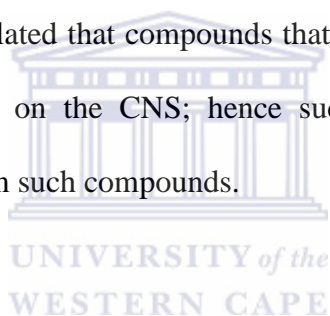 lated that compounds that
on the CNS; hence suc
such compounds.
UNIVERSITY of the
WESTERN CAPE